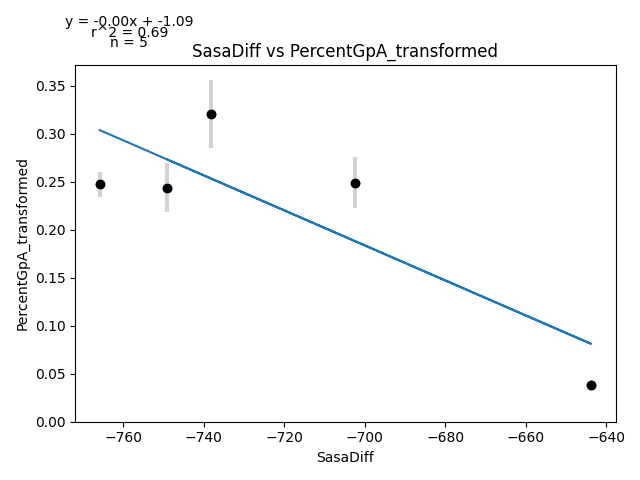 y = -0.00x + -1.09
r^2 = 0.69
n = 5
SasaDiff vs PercentGpA_transformed
PercentGpA_transformed
0.35
0.30
0.25
0.20
0.15
0.10
0.05
0.00
−760
−740
−720
−700
−680
−660
−640
SasaDiff